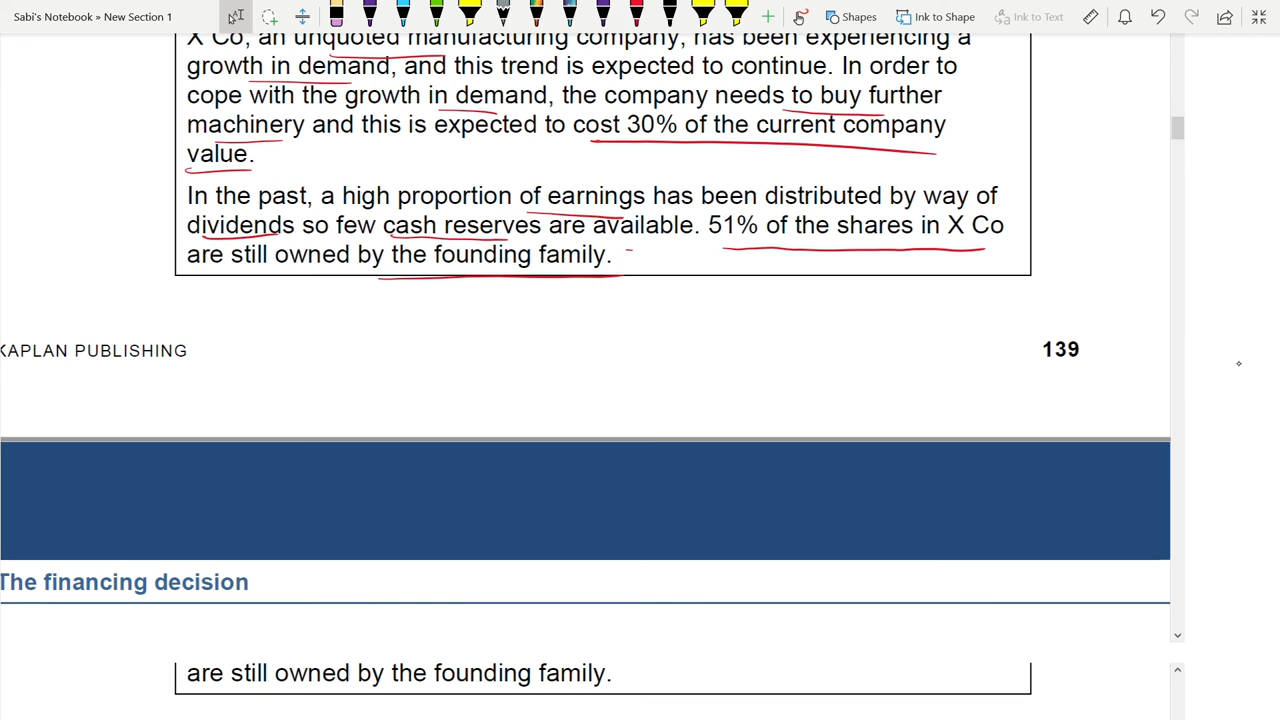 Sabi's Notebook » New Section 1
Shapes
Ink to Shape
Ink to Text
X Co, an unquoted manufacturing company, has been experiencing a
growth in demand, and this trend is expected to continue. In order to
cope with the growth in demand, the company needs to buy further
machinery and this is expected to cost 30% of the current company
value.
In the past, a high proportion of earnings has been distributed by way of
dividends so few cash reserves are available. 51% of the shares in X Co
are still owned by the founding family.
KAPLAN PUBLISHING
139
The financing decision
are still owned by the founding family.